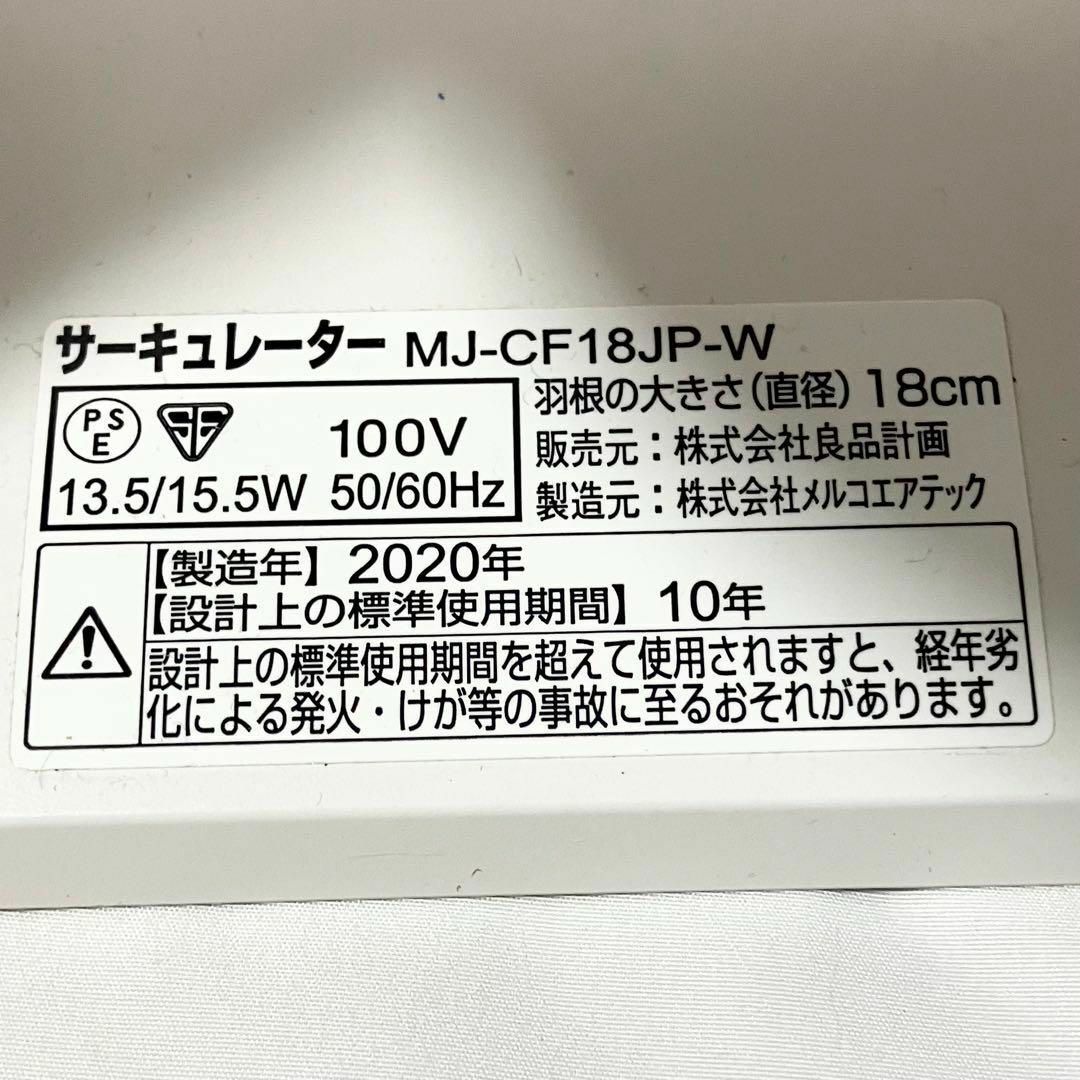 サーキュレーター MJ-CF18JP-W
PSE 100V
13.5/15.5W 50/60Hz
羽根の大きさ(直径)18cm
販売元:株式会社良品計画
製造元:株式会社メルコエアテック
【製造年】2020年
【設計上の標準使用期間】10年
設計上の標準使用期間を超えて使用されますと、経年劣
化による発火・けが等の事故に至るおそれがあります。